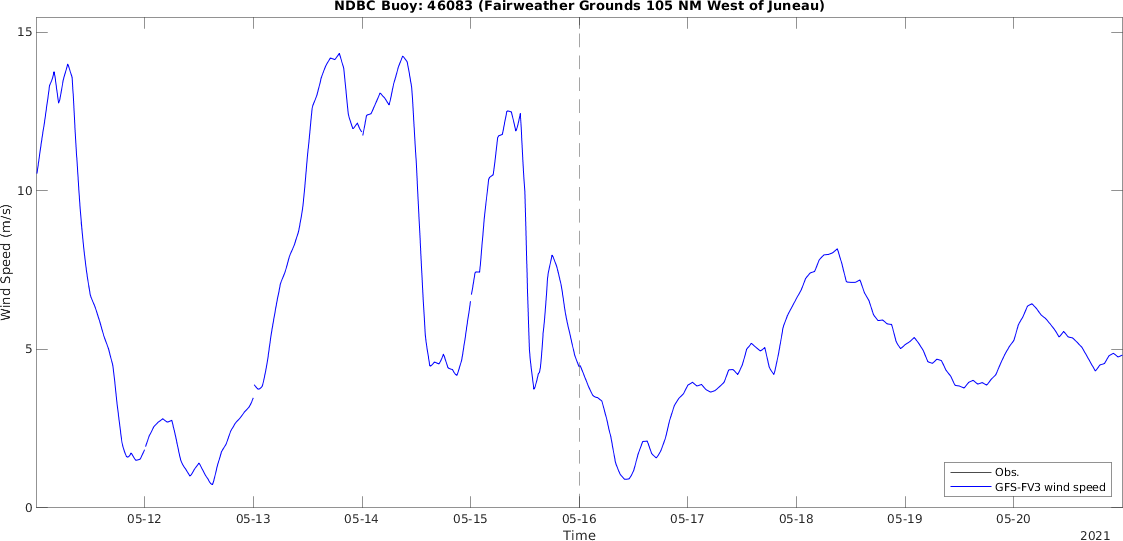 NDBC Buoy: 46083 (Fairweather Grounds 105 NM West of Juneau)
15
10
5
0
Wind Speed (m/s)
05-12 05-13 05-14 05-15 05-16 05-17 05-18 05-19 05-20
2021
Time
Obs.
GFS-FV3 wind speed